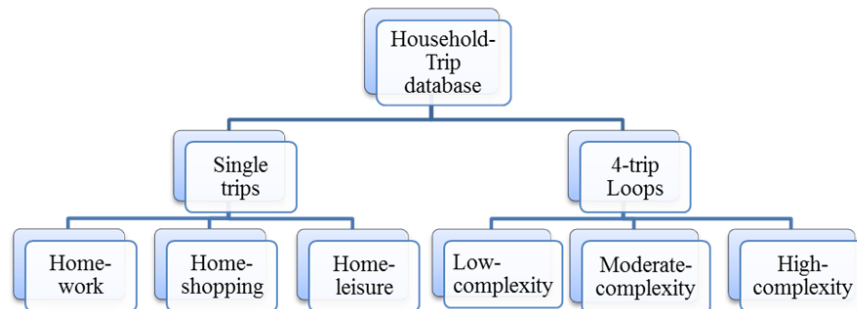 Household-
Trip
database
Single
trips
4-trip
Loops
Home-
work
Home-
shopping
Home-
leisure
Low-
complexity
Moderate-
complexity
High-
complexity